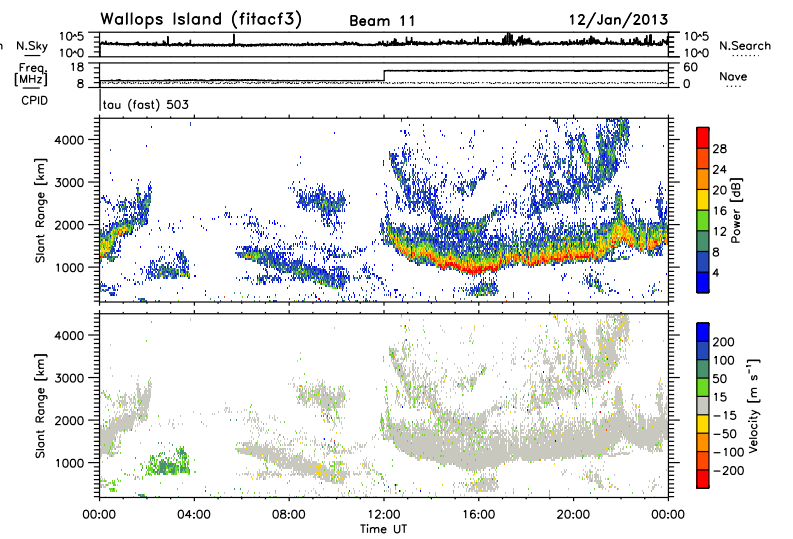 Wallops Island (fitacf3) Beam 11 12/Jan/2013
n N.Sky 10^5 10^0 10^5 10^0 N.Search
Freq. [MHz] 18 8 60 0 Nave
CPID tau (fast) 503
4000
3000
2000
1000
Slant Range [km]
28
24
20
16
12
8
4
Power [dB]
4000
3000
2000
1000
Slant Range [km]
200
100
50
15
-15
-50
-100
-200
Velocity [m s⁻¹]
00:00 04:00 08:00 12:00 16:00 20:00 00:00
Time UT